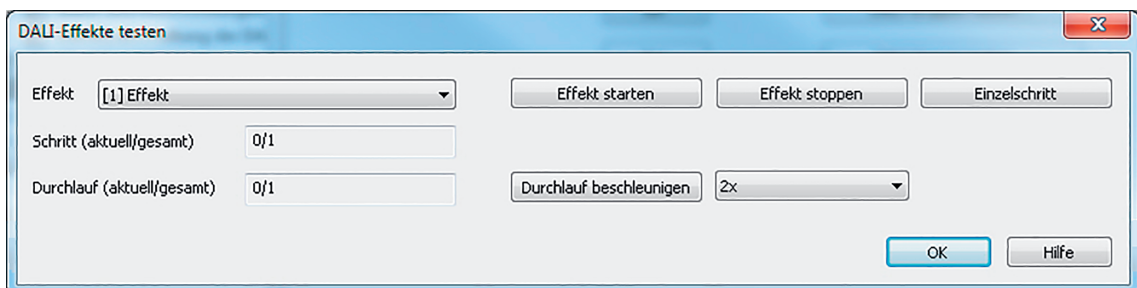 DALI-Effekte testen
Effekt [1] Effekt Effekt starten Effekt stoppen Einzelschritt
Schritt (aktuell/gesamt) 0/1
Durchlauf (aktuell/gesamt) 0/1 Durchlauf beschleunigen 2x
OK Hilfe